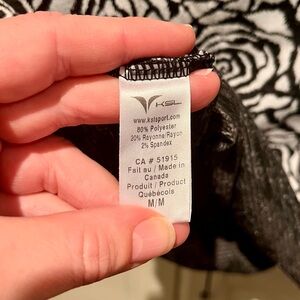 KSL
www.kslsport.com
80% Polyester
20% Rayonne/Rayon
2% Spandex
CA # 51915
Fait au / Made in
Canada
Produit / Product
Québécois
M/M